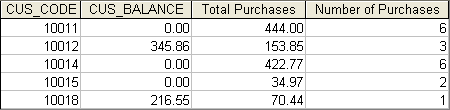 CUS_CODE CUS_BALANCE Total Purchases Number of Purchases
10011 0.00 444.00 6
10012 345.86 153.85 3
10014 0.00 422.77 6
10015 0.00 34.97 2
10018 216.55 70.44 1